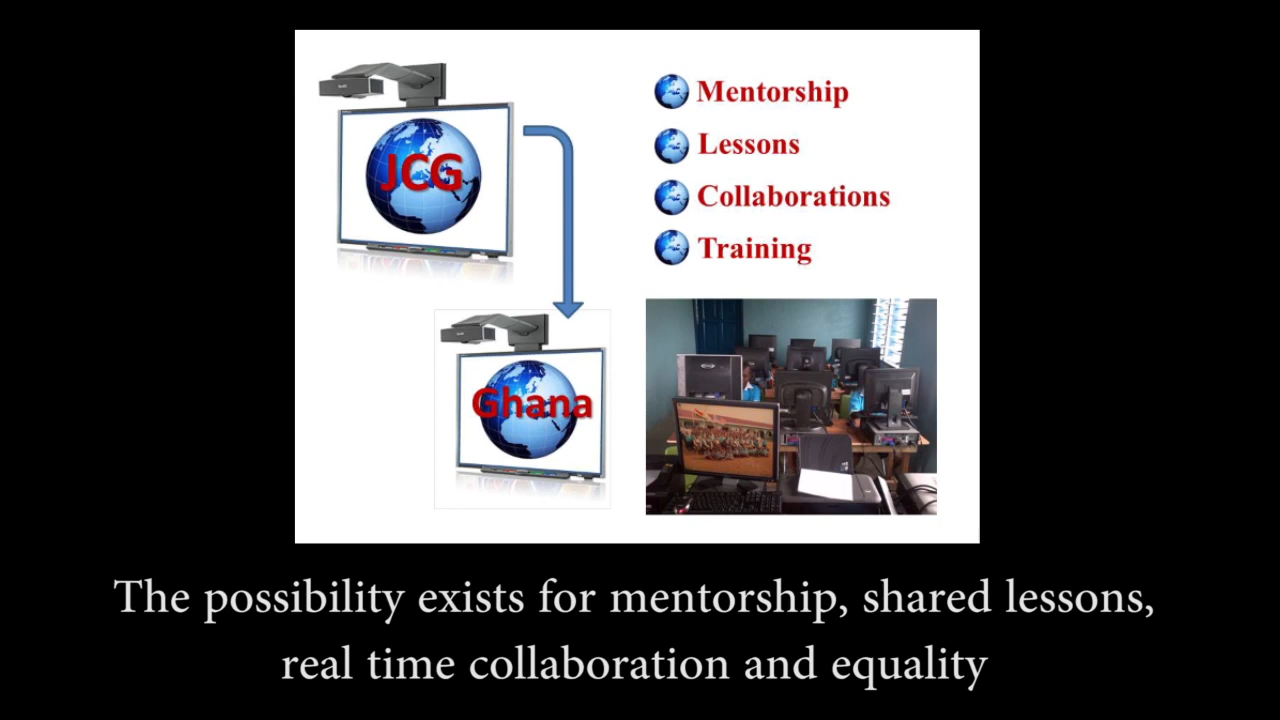 JCG
Mentorship
Lessons
Collaborations
Training
Ghana
The possibility exists for mentorship, shared lessons,
real time collaboration and equality